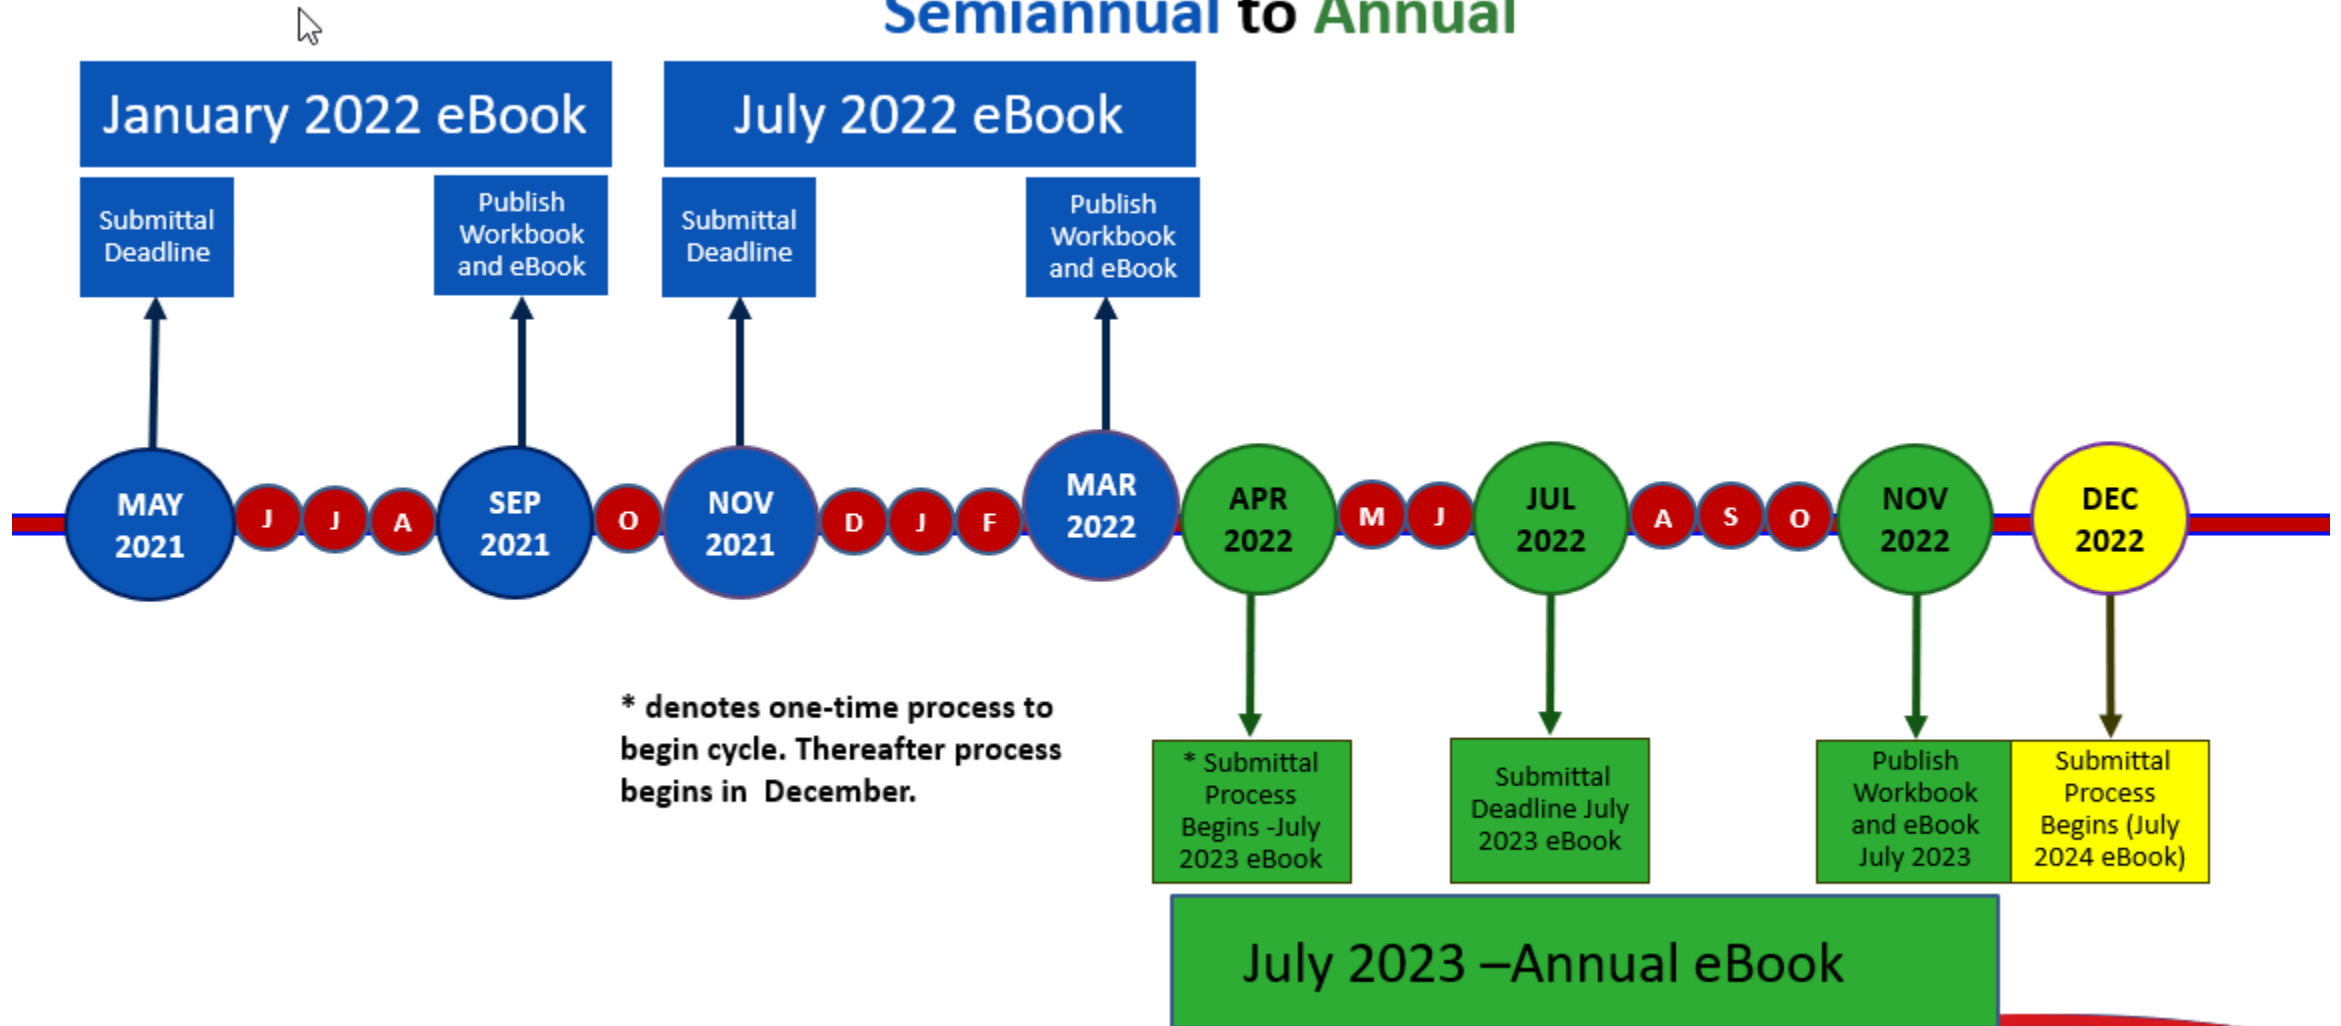 Semiannual to Annual
January 2022 eBook
July 2022 eBook
Submittal
Deadline
Publish
Workbook
and eBook
Submittal
Deadline
Publish
Workbook
and eBook
MAY
2021
J
J
A
SEP
2021
O
NOV
2021
D
J
F
MAR
2022
APR
2022
M
J
JUL
2022
A
S
O
NOV
2022
DEC
2022
* denotes one-time process to
begin cycle. Thereafter process
begins in  December.
* Submittal
Process
Begins -July
2023 eBook
Submittal
Deadline July
2023 eBook
Publish
Workbook
and eBook
July 2023
Submittal
Process
Begins (July
2024 eBook)
July 2023 –Annual eBook